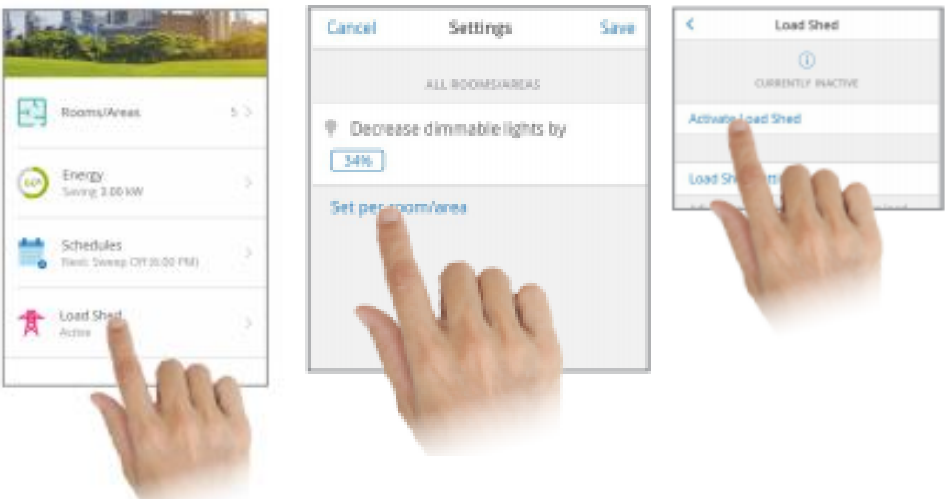 Rooms/Areas
5
Energy
Saving 3.00 kW
Schedules
Next: Sweep Off (6:00 PM)
Load Shed
Active
Cancel
Settings
Save
ALL ROOMS/AREAS
Decrease dimmable lights by
34%
Set per room/area
Load Shed
CURRENTLY INACTIVE
Activate Load Shed
Load